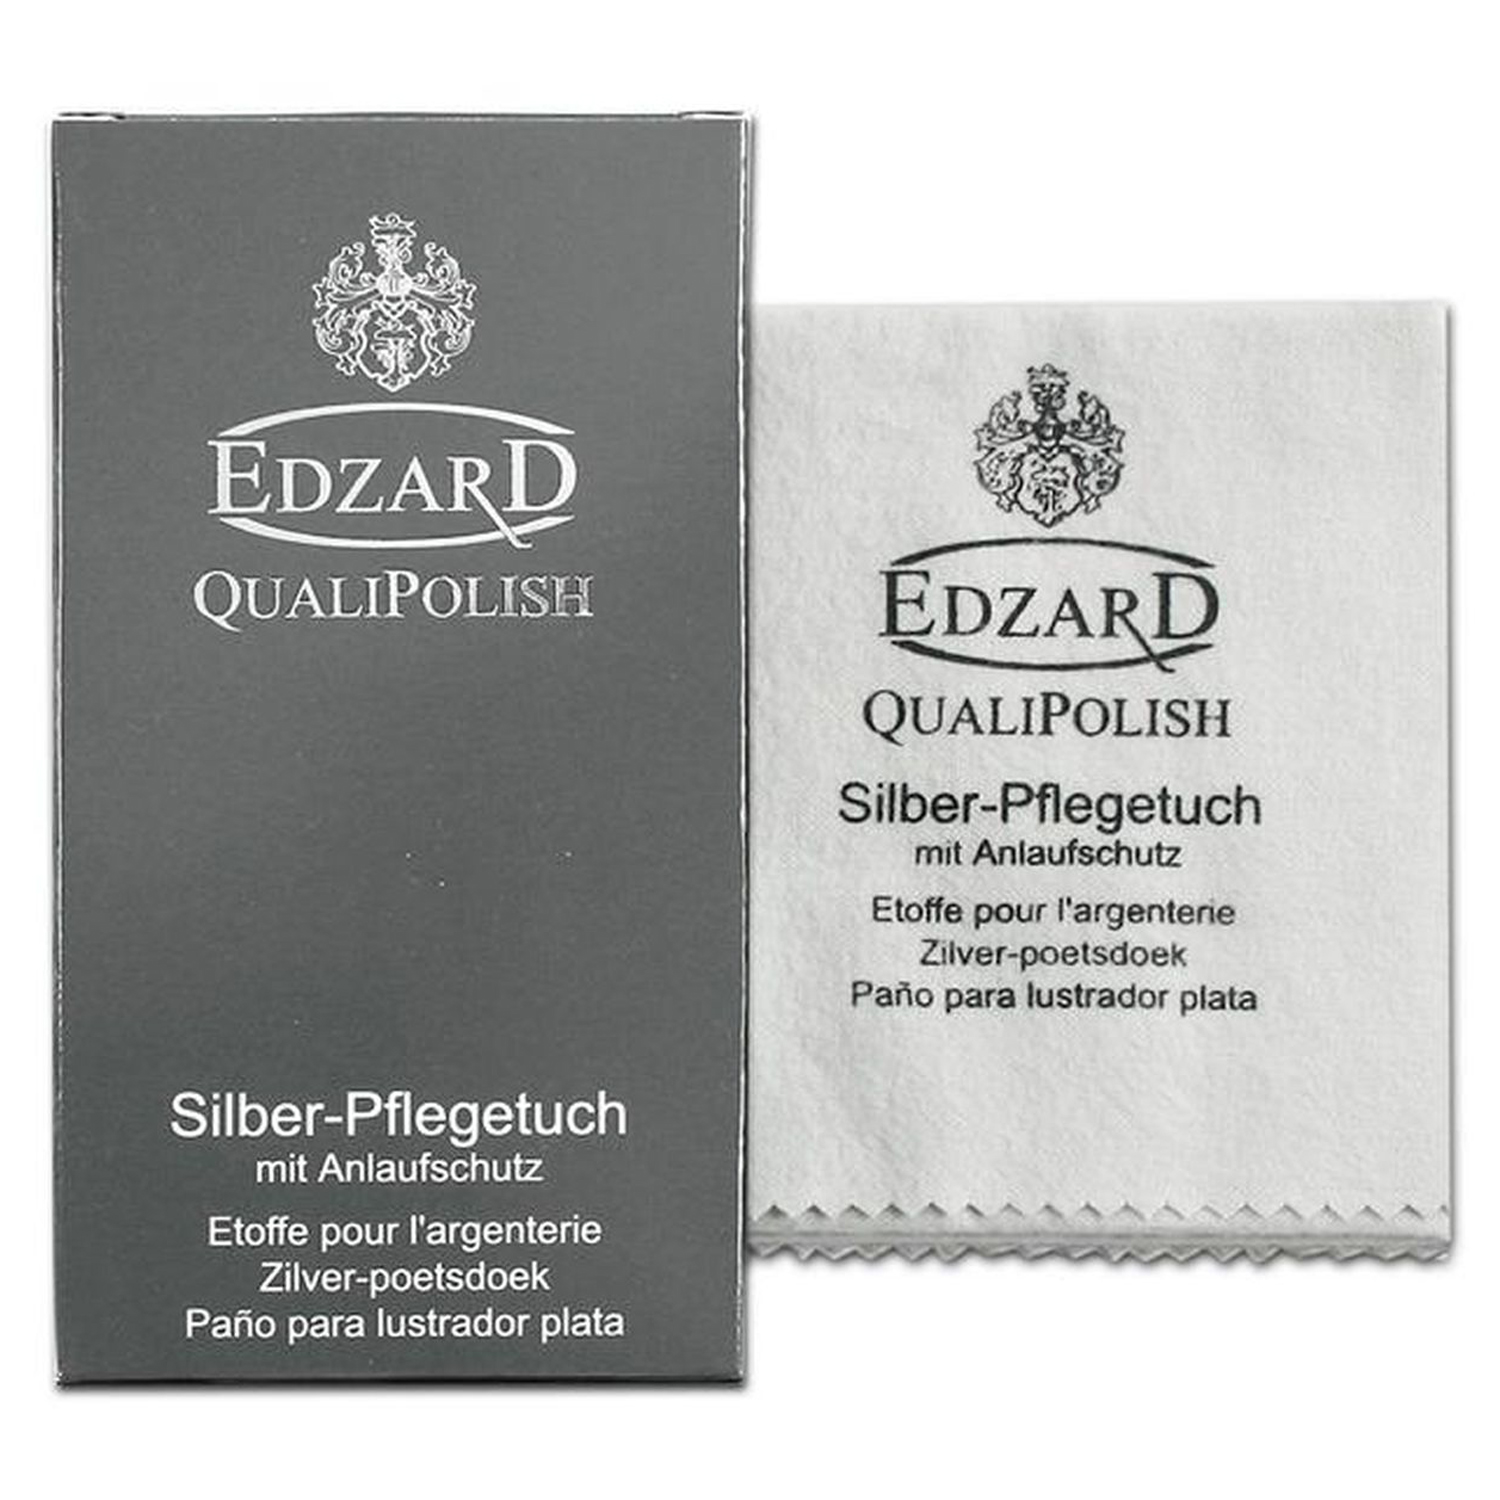 EDZARD
QUALIPOLISH
Silber-Pflegetuch
mit Anlaufschutz
Etoffe pour l'argenterie
Zilver-poetsdoek
Paño para lustrador plata
EDZARD
QUALIPOLISH
Silber-Pflegetuch
mit Anlaufschutz
Etoffe pour l'argenterie
Zilver-poetsdoek
Paño para lustrador plata